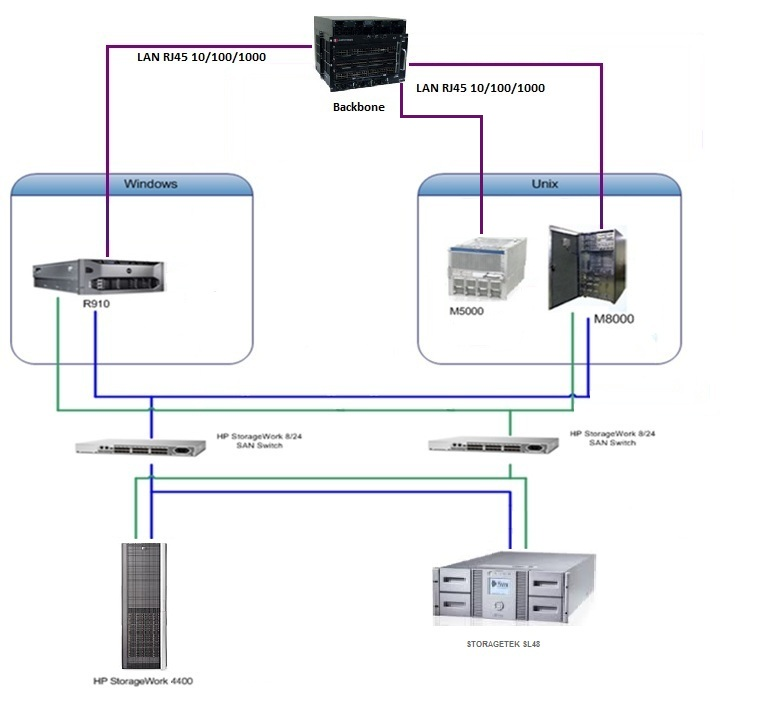 LAN RJ45 10/100/1000
LAN RJ45 10/100/1000
Backbone
Windows
Unix
R910
M5000
M8000
HP StorageWork 8/24
SAN Switch
HP StorageWork 8/24
SAN Switch
STORAGETEK SL48
HP StorageWork 4400